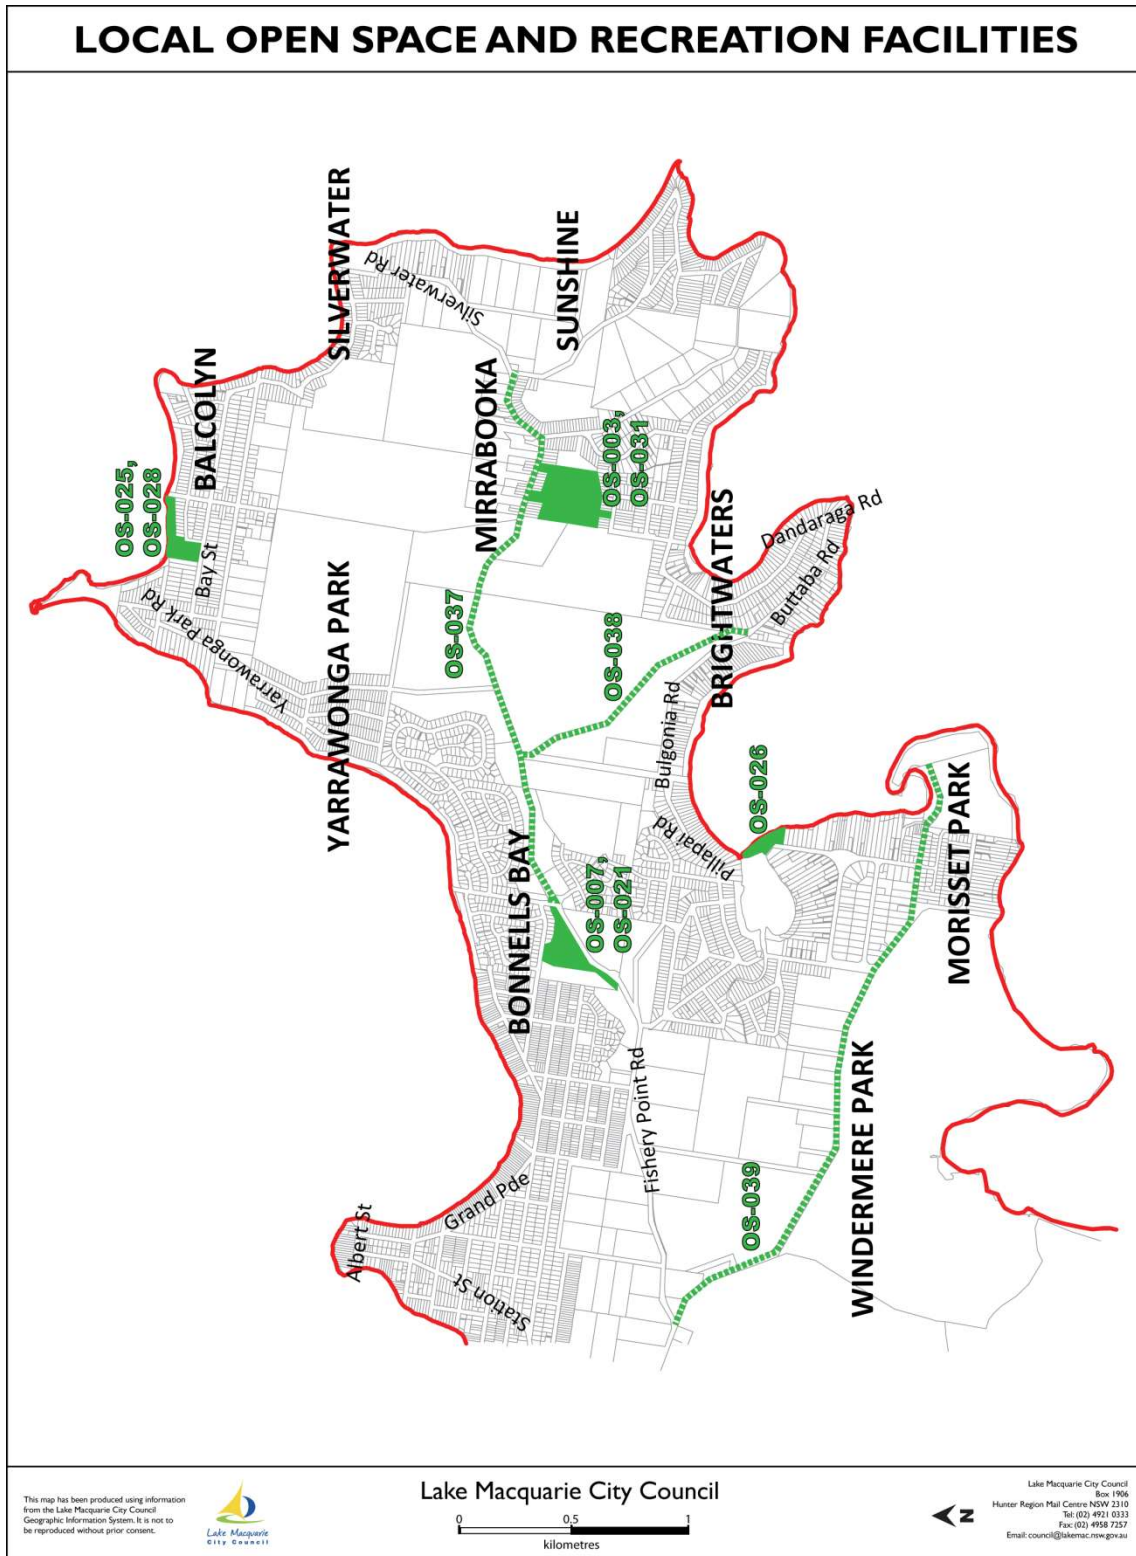 LOCAL OPEN SPACE AND RECREATION FACILITIES
SILVERWATER
Silverwater Rd
SUNSHINE
BALCOLYN
MIRRABOOKA
OS-025,
OS-028
OS-003,
OS-031
Bay St
Yarrawonga Park Rd
YARRAWONGA PARK
OS-037
OS-038
BRIGHTWATERS
Dandaraga Rd
Buttaba Rd
Bulgonia Rd
Pillapai Rd
OS-026
BONNELLS BAY
OS-007,
OS-021
MORISSET PARK
Fishery Point Rd
WINDERMERE PARK
OS-039
Grand Pde
Albert St
Station St
This map has been produced using information
from the Lake Macquarie City Council
Geographic Information System. It is not to
be reproduced without prior consent.
Lake Macquarie
City Council
Lake Macquarie City Council
0 0.5 1
kilometres
N
Lake Macquarie City Council
Box 1906
Hunter Region Mail Centre NSW 2310
Tel: (02) 4921 0333
Fax: (02) 4958 7257
Email: council@lakemac.nsw.gov.au